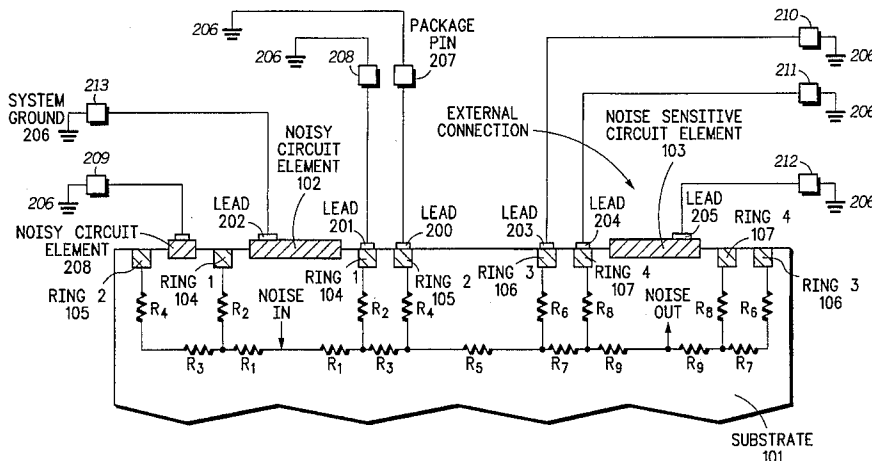 206
PACKAGE
PIN
207
206
208
210
206
211
206
213
SYSTEM
GROUND
206
NOISY
CIRCUIT
ELEMENT
102
EXTERNAL
CONNECTION
NOISE SENSITIVE
CIRCUIT ELEMENT
103
209
206
212
206
LEAD
202
LEAD
201
LEAD
200
LEAD
203
LEAD
204
LEAD
205
NOISY CIRCUIT
ELEMENT
208
RING 2
105
RING 1
104
RING 1
104
RING 2
105
RING 3
106
RING 4
107
RING 4
107
RING 3
106
NOISE
IN
NOISE
OUT
R4
R2
R2
R4
R6
R8
R8
R6
R3
R1
R1
R3
R5
R7
R9
R9
R7
SUBSTRATE
101